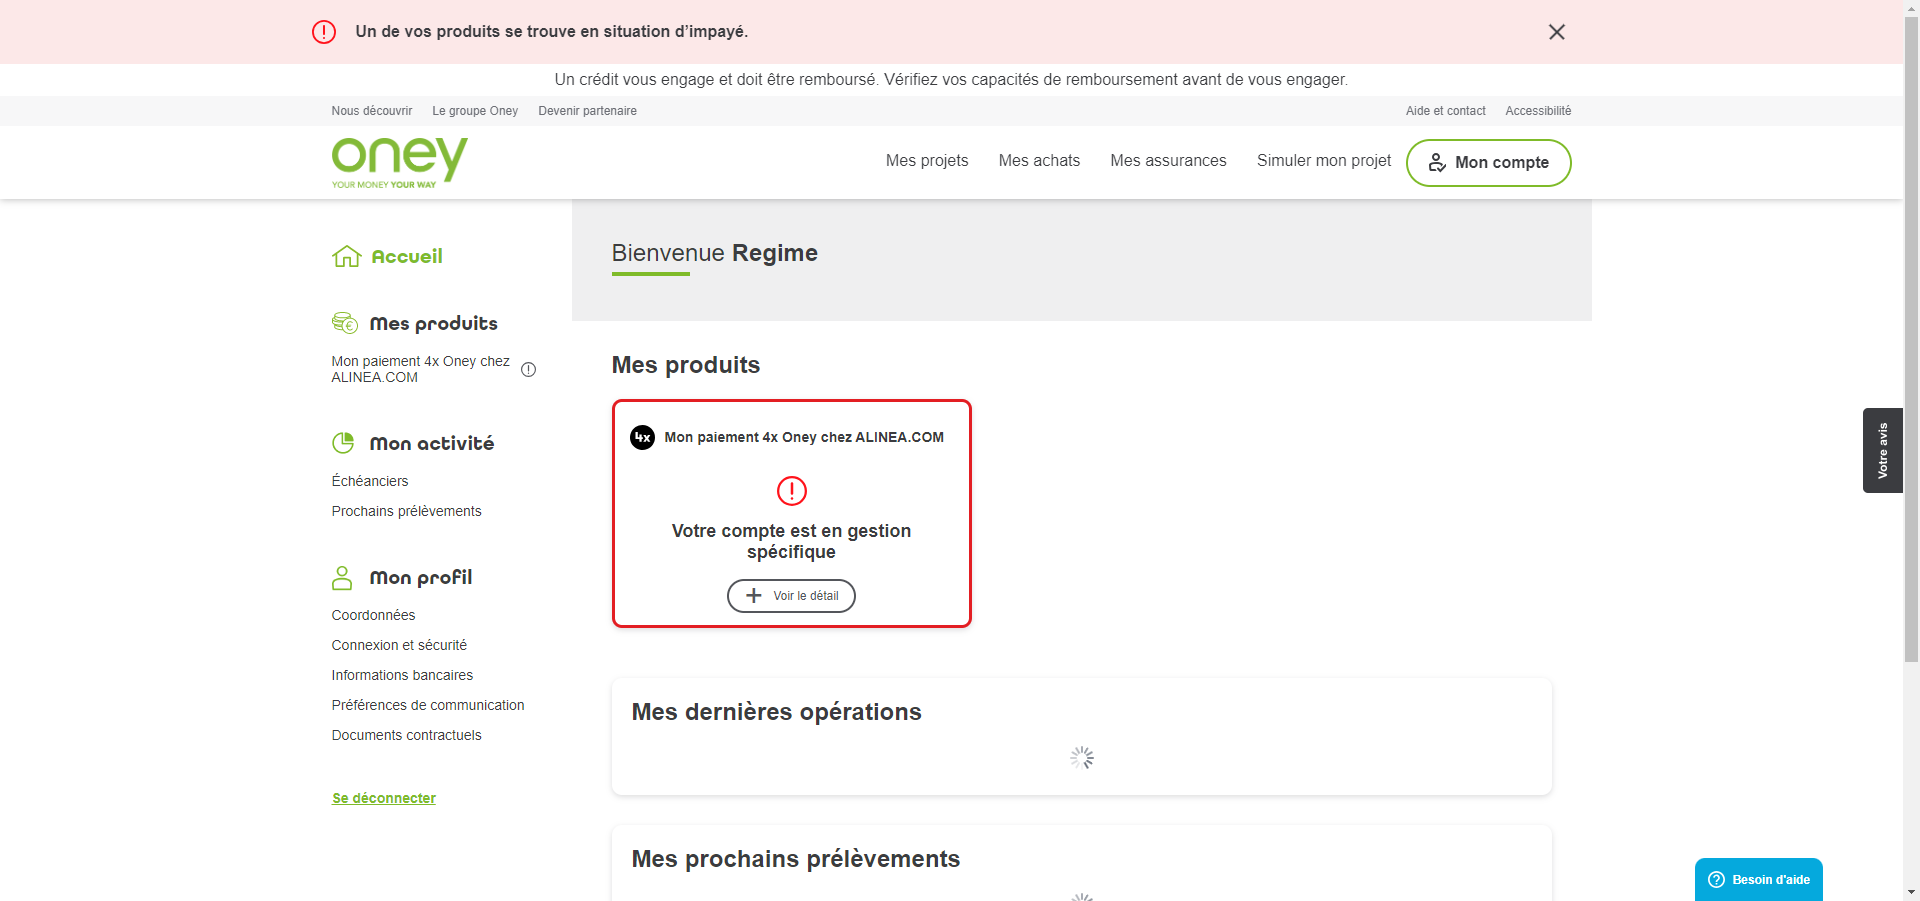 Un de vos produits se trouve en situation d’impayé.
Un crédit vous engage et doit être remboursé. Vérifiez vos capacités de remboursement avant de vous engager.
Nous découvrir Le groupe Oney Devenir partenaire Aide et contact Accessibilité
oney
YOUR MONEY YOUR WAY
Mes projets Mes achats Mes assurances Simuler mon projet Mon compte
Accueil
Mes produits
Mon paiement 4x Oney chez
ALINEA.COM
Mon activité
Échéanciers
Prochains prélèvements
Mon profil
Coordonnées
Connexion et sécurité
Informations bancaires
Préférences de communication
Documents contractuels
Se déconnecter
Bienvenue Regime
Mes produits
4x Mon paiement 4x Oney chez ALINEA.COM
Votre compte est en gestion
spécifique
Voir le détail
Mes dernières opérations
Mes prochains prélèvements
Votre avis
Besoin d'aide